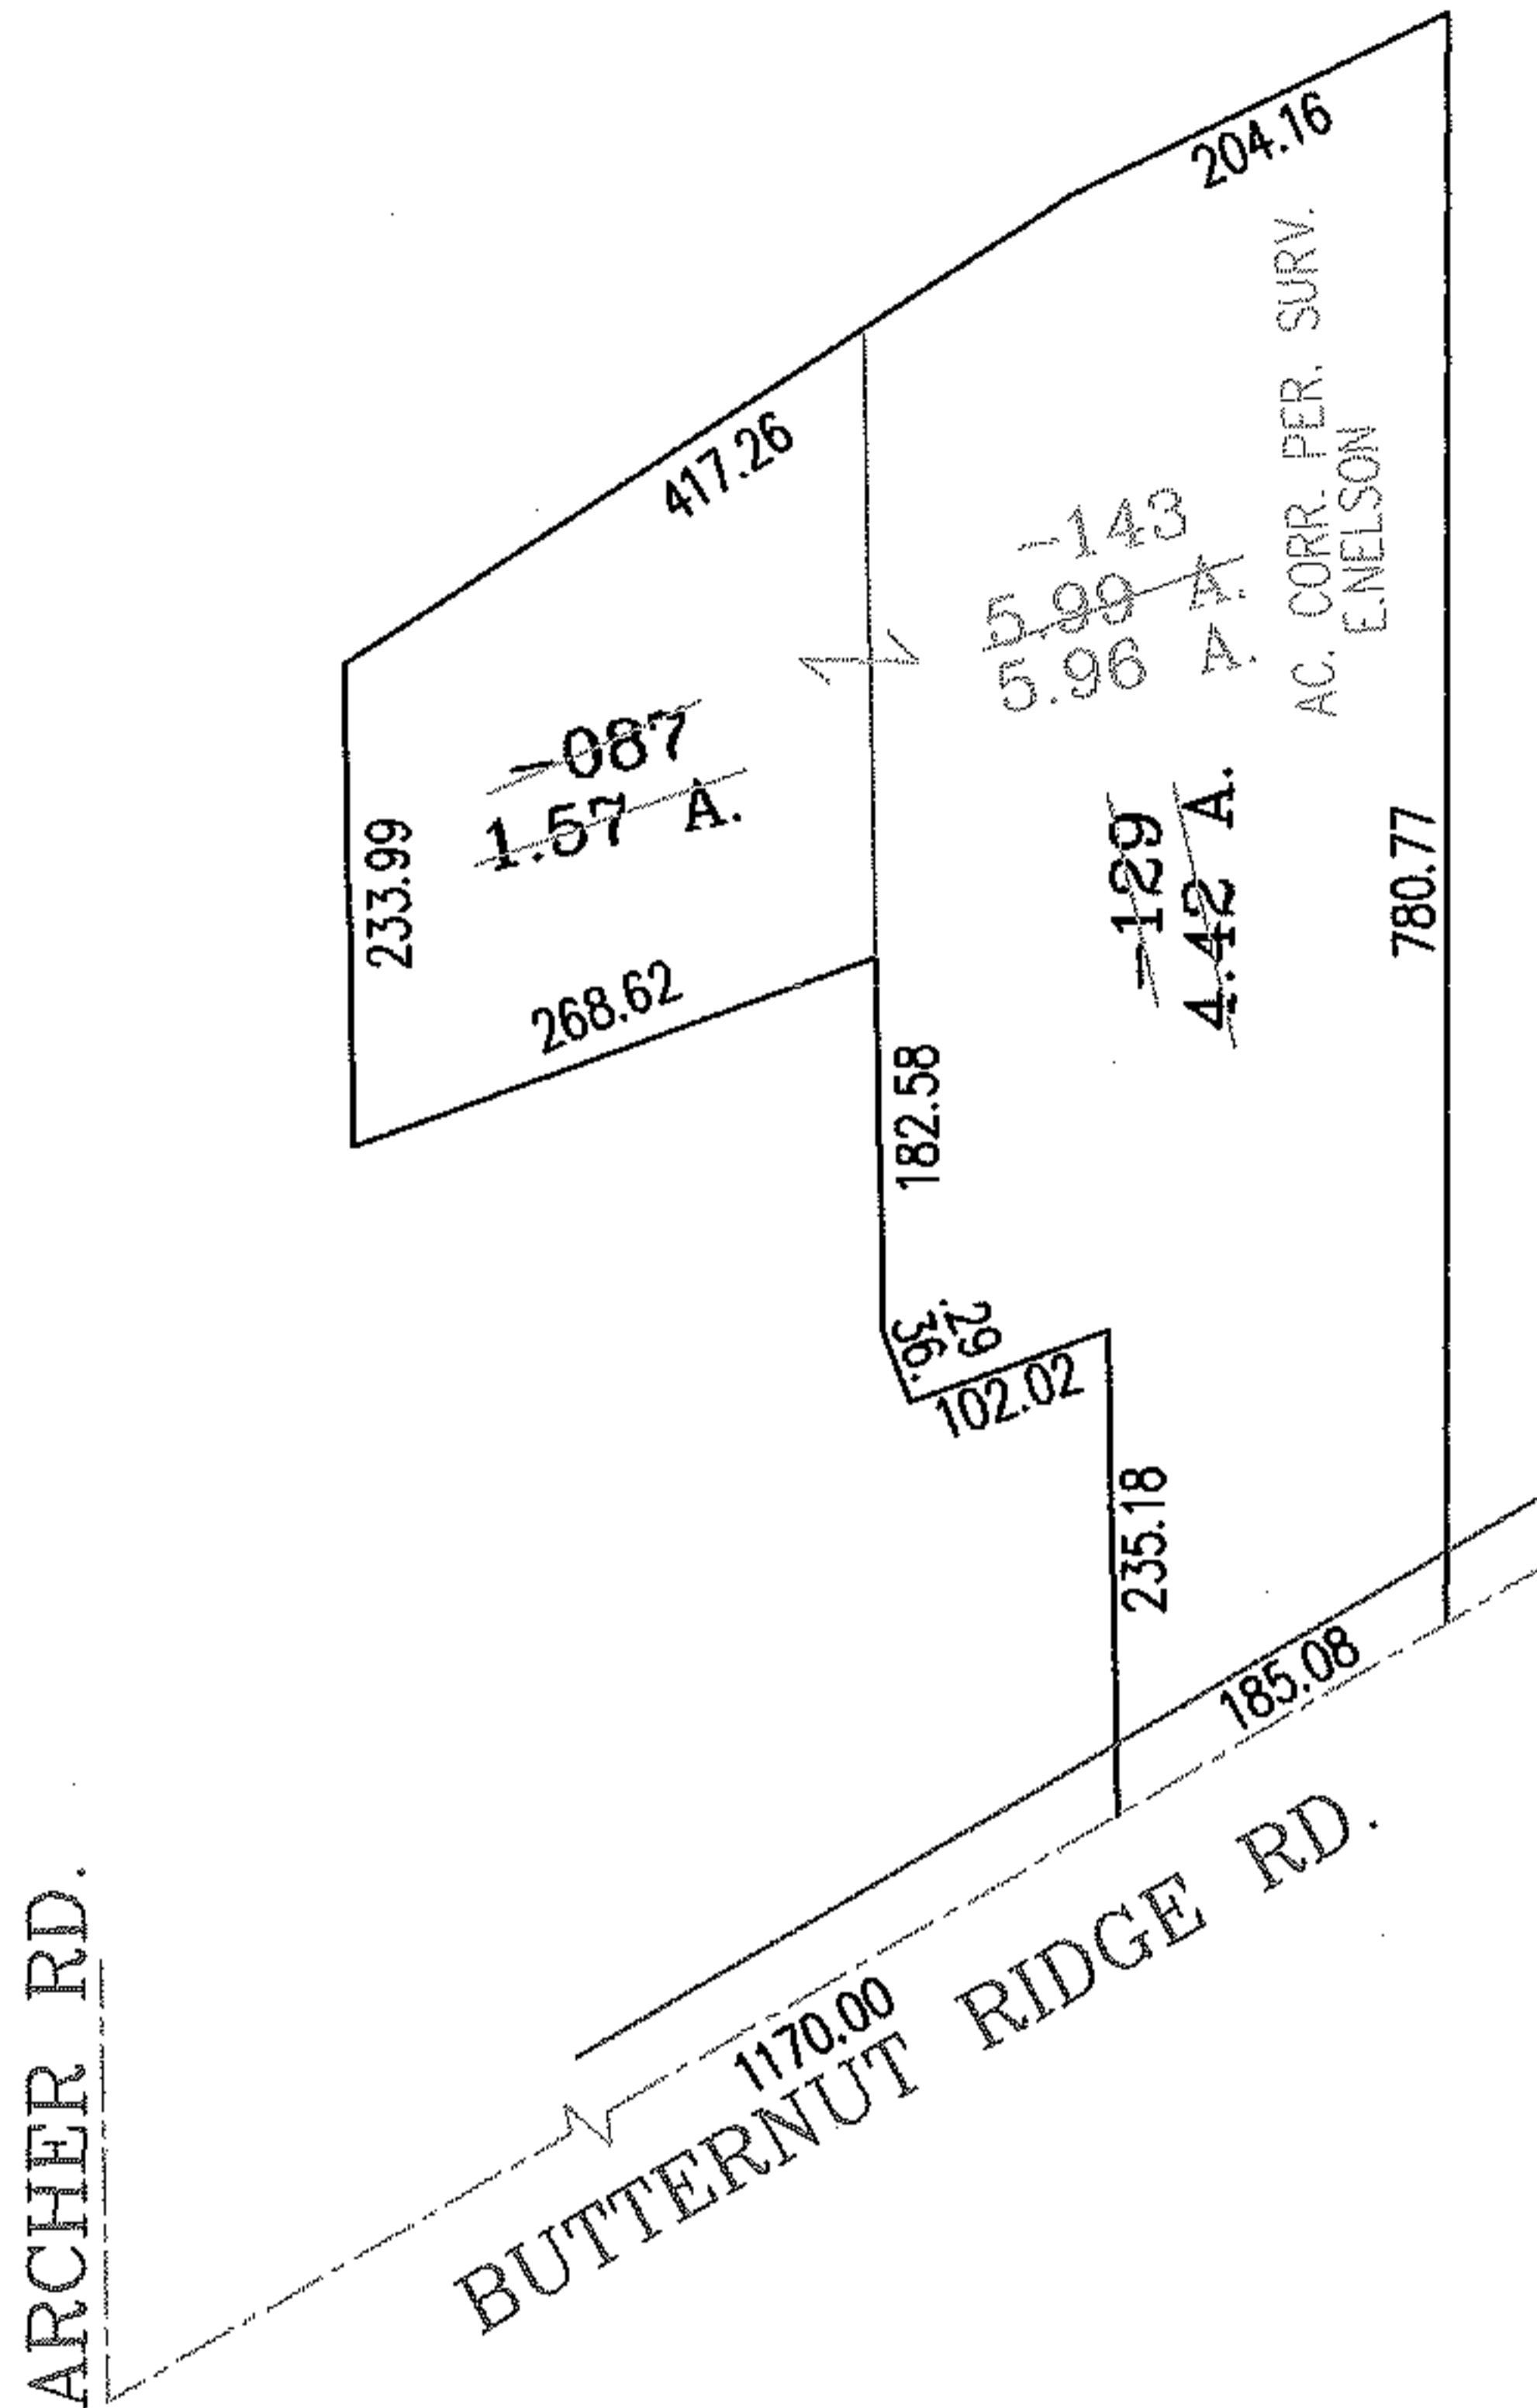 204.16
417.26
-143
5.99 A.
5.96 A.
AC. CORR. PER. SURV.
E.NELSON
-087
1.57 A.
-129
4.42 A.
780.77
233.99
268.62
182.58
36.
29.
102.02
235.18
185.08
1170.00
BUTTERNUT RIDGE RD.
ARCHER RD.